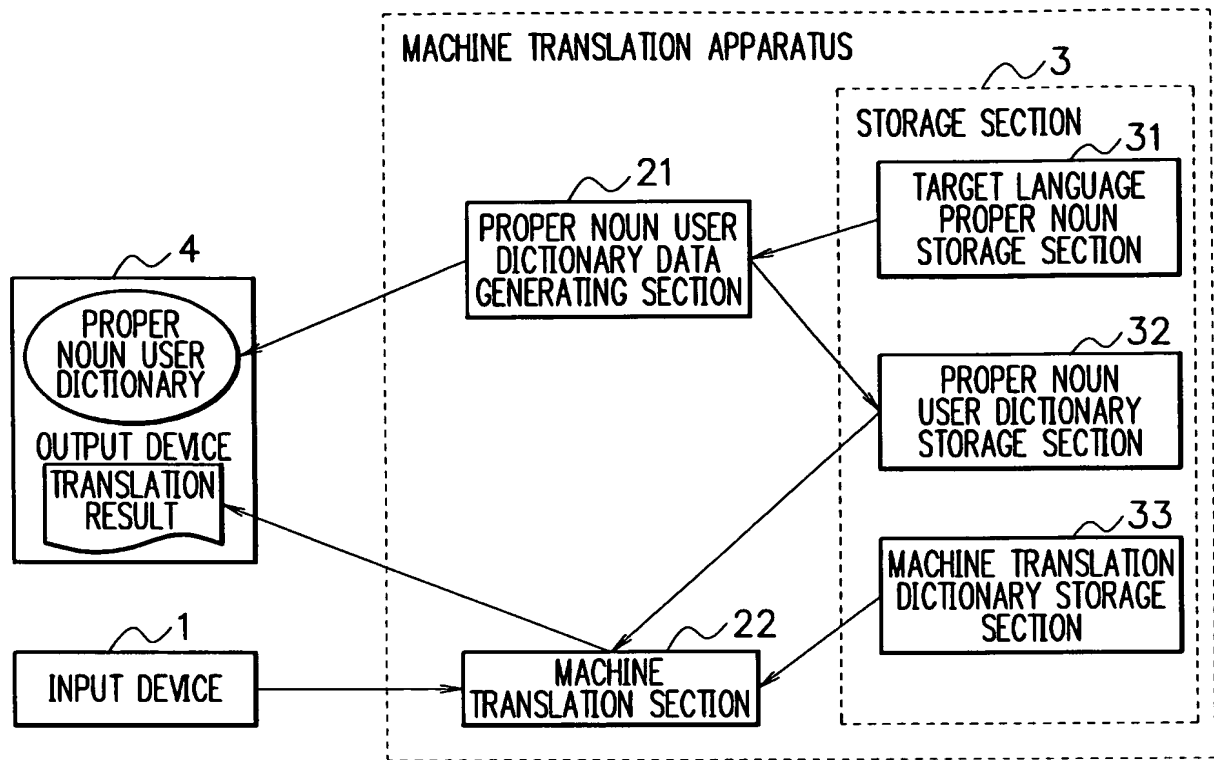 MACHINE TRANSLATION APPARATUS
3
STORAGE SECTION
31
TARGET LANGUAGE
PROPER NOUN
STORAGE SECTION
21
PROPER NOUN USER
DICTIONARY DATA
GENERATING SECTION
4
PROPER
NOUN USER
DICTIONARY
OUTPUT DEVICE
TRANSLATION
RESULT
32
PROPER NOUN
USER DICTIONARY
STORAGE SECTION
33
MACHINE TRANSLATION
DICTIONARY STORAGE
SECTION
1
INPUT DEVICE
22
MACHINE
TRANSLATION SECTION